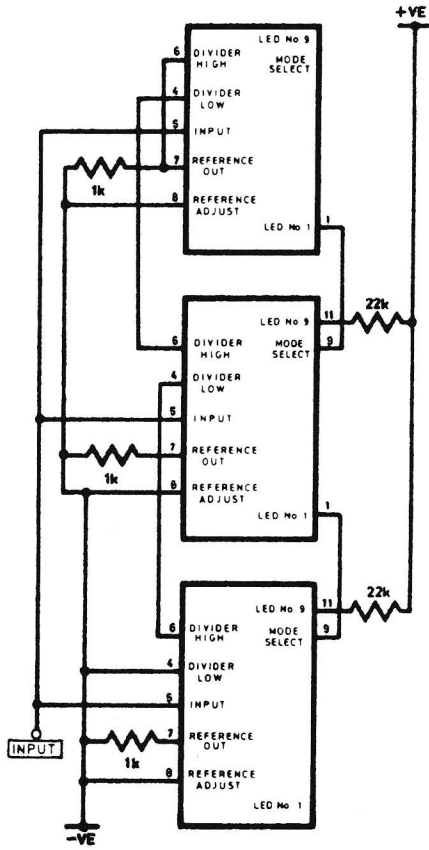 +VE
LED No 9
6 DIVIDER HIGH
MODE SELECT
4 DIVIDER LOW
5 INPUT
7 REFERENCE OUT
1k
8 REFERENCE ADJUST
1
LED No 1
22k
LED No 9 11
6 DIVIDER HIGH
MODE SELECT 9
4 DIVIDER LOW
5 INPUT
7 REFERENCE OUT
1k
8 REFERENCE ADJUST
1
LED No 1
22k
LED No 9 11
6 DIVIDER HIGH
MODE SELECT 9
4 DIVIDER LOW
5 INPUT
7 REFERENCE OUT
INPUT
1k
8 REFERENCE ADJUST
LED No 1
-VE